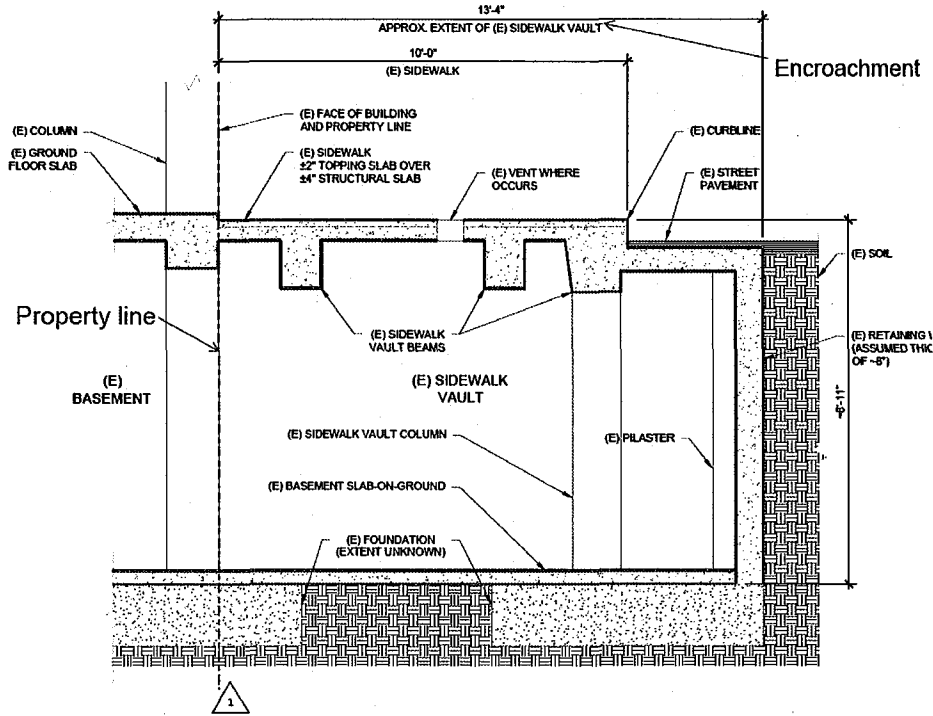 13'-4"
APPROX. EXTENT OF (E) SIDEWALK VAULT
10'-0"
(E) SIDEWALK
Encroachment
(E) COLUMN
(E) GROUND
FLOOR SLAB
(E) FACE OF BUILDING
AND PROPERTY LINE
(E) SIDEWALK
±2" TOPPING SLAB OVER
±4" STRUCTURAL SLAB
(E) VENT WHERE
OCCURS
(E) CURBLINE
(E) STREET
PAVEMENT
(E) SOIL
Property line
(E) SIDEWALK
VAULT BEAMS
(E) RETAINING
(ASSUMED
OF ~8")
(E)
BASEMENT
(E) SIDEWALK
VAULT
~6'-11"
(E) SIDEWALK VAULT COLUMN
(E) PILASTER
(E) BASEMENT SLAB-ON-GROUND
(E) FOUNDATION
(EXTENT UNKNOWN)
1